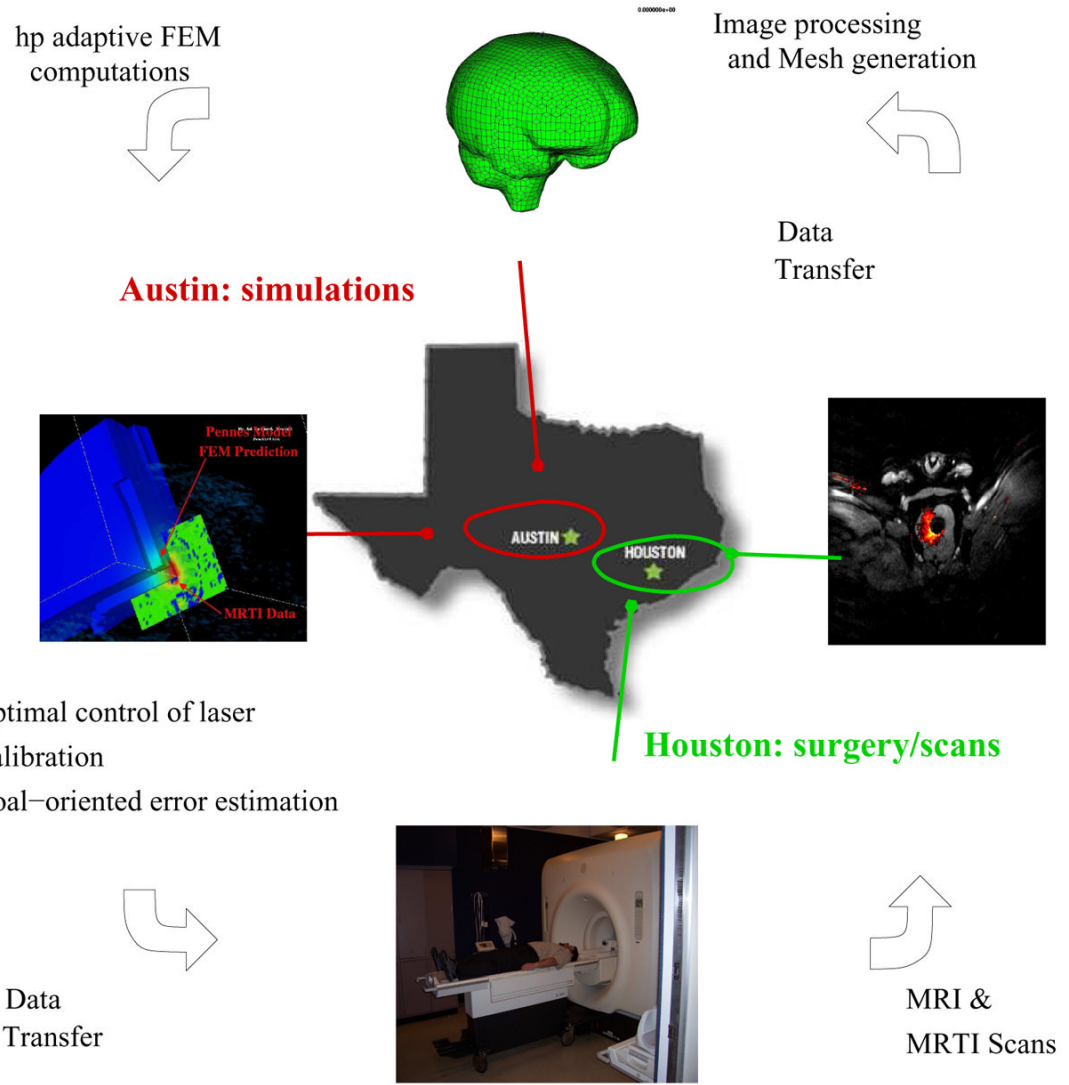 0.000000e+00
hp adaptive FEM
computations
Image processing
and Mesh generation
Data
Transfer
Austin: simulations
Pennes Model
FEM Prediction
MRTI Data
AUSTIN
HOUSTON
ptimal control of laser
alibration
oal−oriented error estimation
Houston: surgery/scans
Data
Transfer
MRI &
MRTI Scans